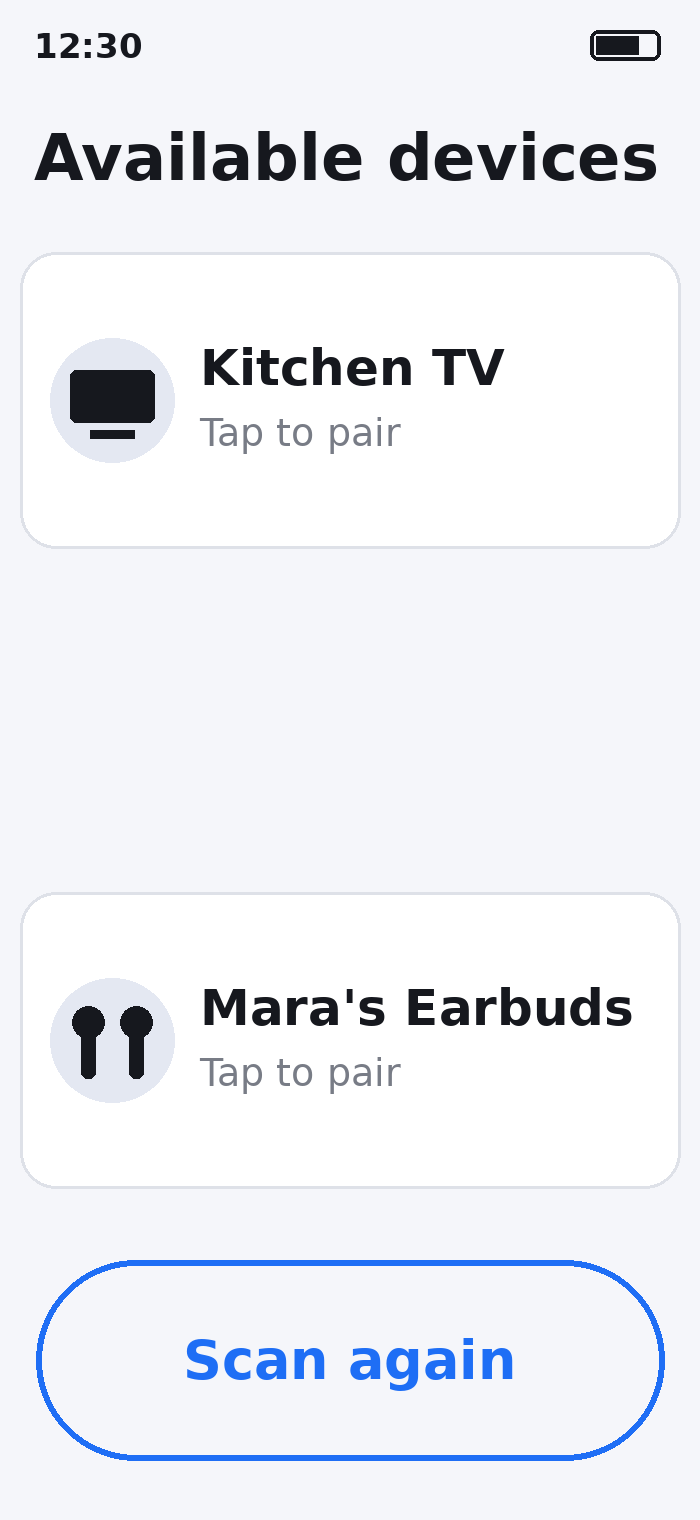 12:30
Available devices
Kitchen TV
Tap to pair
Mara's Earbuds
Tap to pair
Scan again